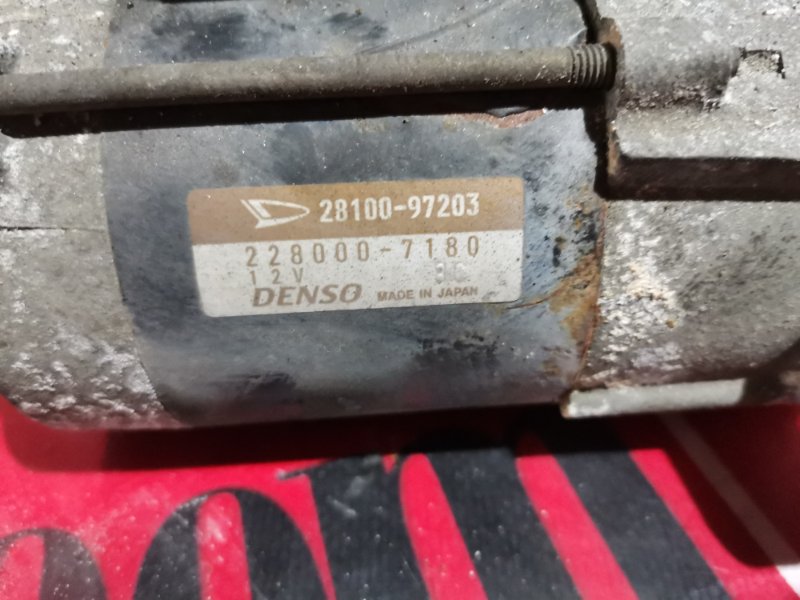 28100-97203
228000-7180
12V
DENSO MADE IN JAPAN